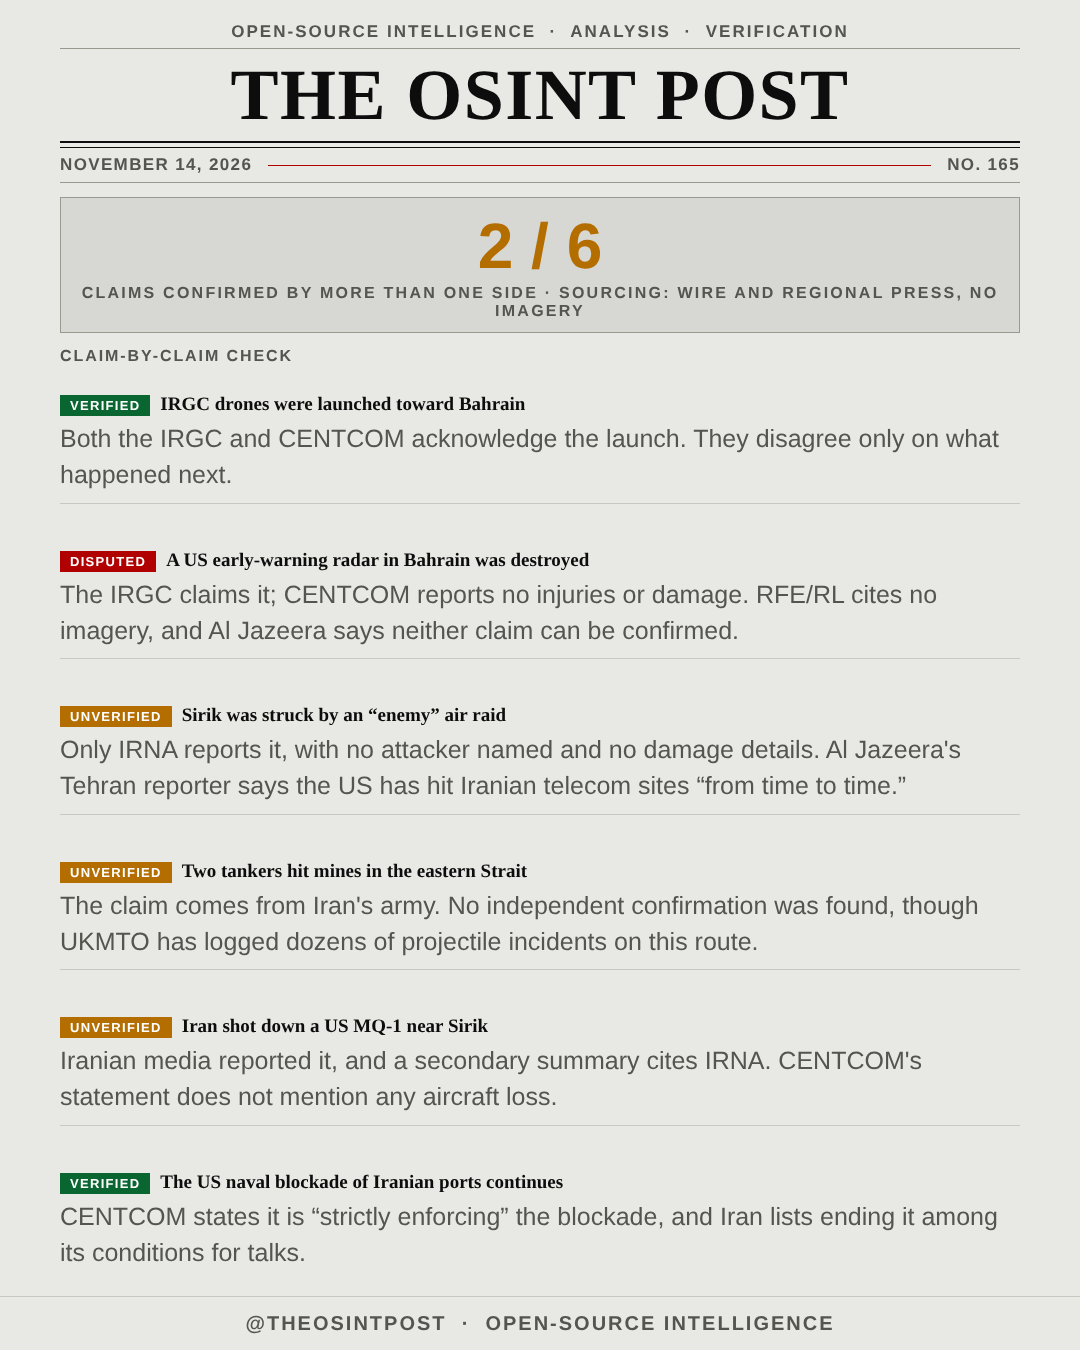 OPEN-SOURCE INTELLIGENCE · ANALYSIS · VERIFICATION
THE OSINT POST
NOVEMBER 14, 2026 NO. 165
2 / 6
CLAIMS CONFIRMED BY MORE THAN ONE SIDE · SOURCING: WIRE AND REGIONAL PRESS, NO
IMAGERY
CLAIM-BY-CLAIM CHECK
VERIFIED IRGC drones were launched toward Bahrain
Both the IRGC and CENTCOM acknowledge the launch. They disagree only on what
happened next.
DISPUTED A US early-warning radar in Bahrain was destroyed
The IRGC claims it; CENTCOM reports no injuries or damage. RFE/RL cites no
imagery, and Al Jazeera says neither claim can be confirmed.
UNVERIFIED Sirik was struck by an “enemy” air raid
Only IRNA reports it, with no attacker named and no damage details. Al Jazeera's
Tehran reporter says the US has hit Iranian telecom sites “from time to time.”
UNVERIFIED Two tankers hit mines in the eastern Strait
The claim comes from Iran's army. No independent confirmation was found, though
UKMTO has logged dozens of projectile incidents on this route.
UNVERIFIED Iran shot down a US MQ-1 near Sirik
Iranian media reported it, and a secondary summary cites IRNA. CENTCOM's
statement does not mention any aircraft loss.
VERIFIED The US naval blockade of Iranian ports continues
CENTCOM states it is “strictly enforcing” the blockade, and Iran lists ending it among
its conditions for talks.
@THEOSINTPOST · OPEN-SOURCE INTELLIGENCE